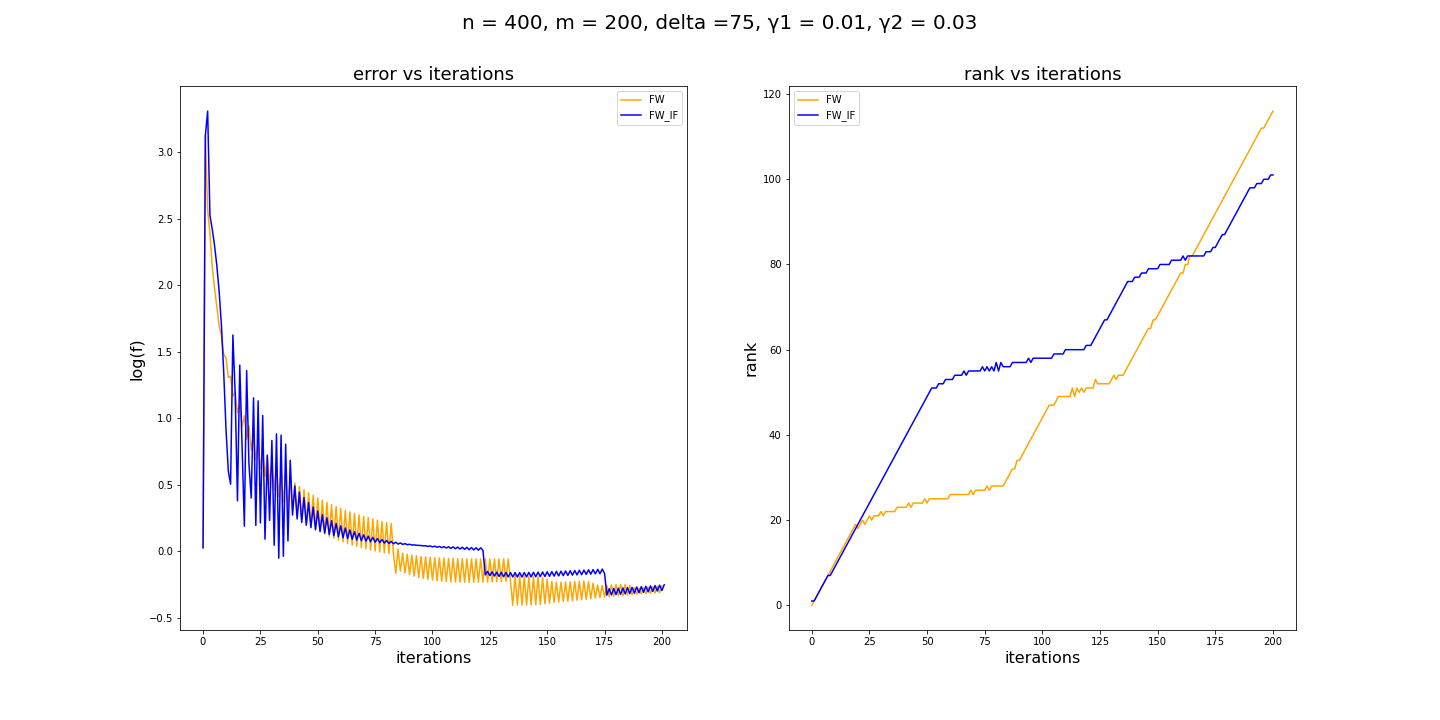 n = 400, m = 200, delta =75, γ1 = 0.01, γ2 = 0.03
error vs iterations
FW
FW_IF
log(f)
3.0
2.5
2.0
1.5
1.0
0.5
0.0
−0.5
0 25 50 75 100 125 150 175 200
iterations
rank vs iterations
FW
FW_IF
rank
120
100
80
60
40
20
0
0 25 50 75 100 125 150 175 200
iterations